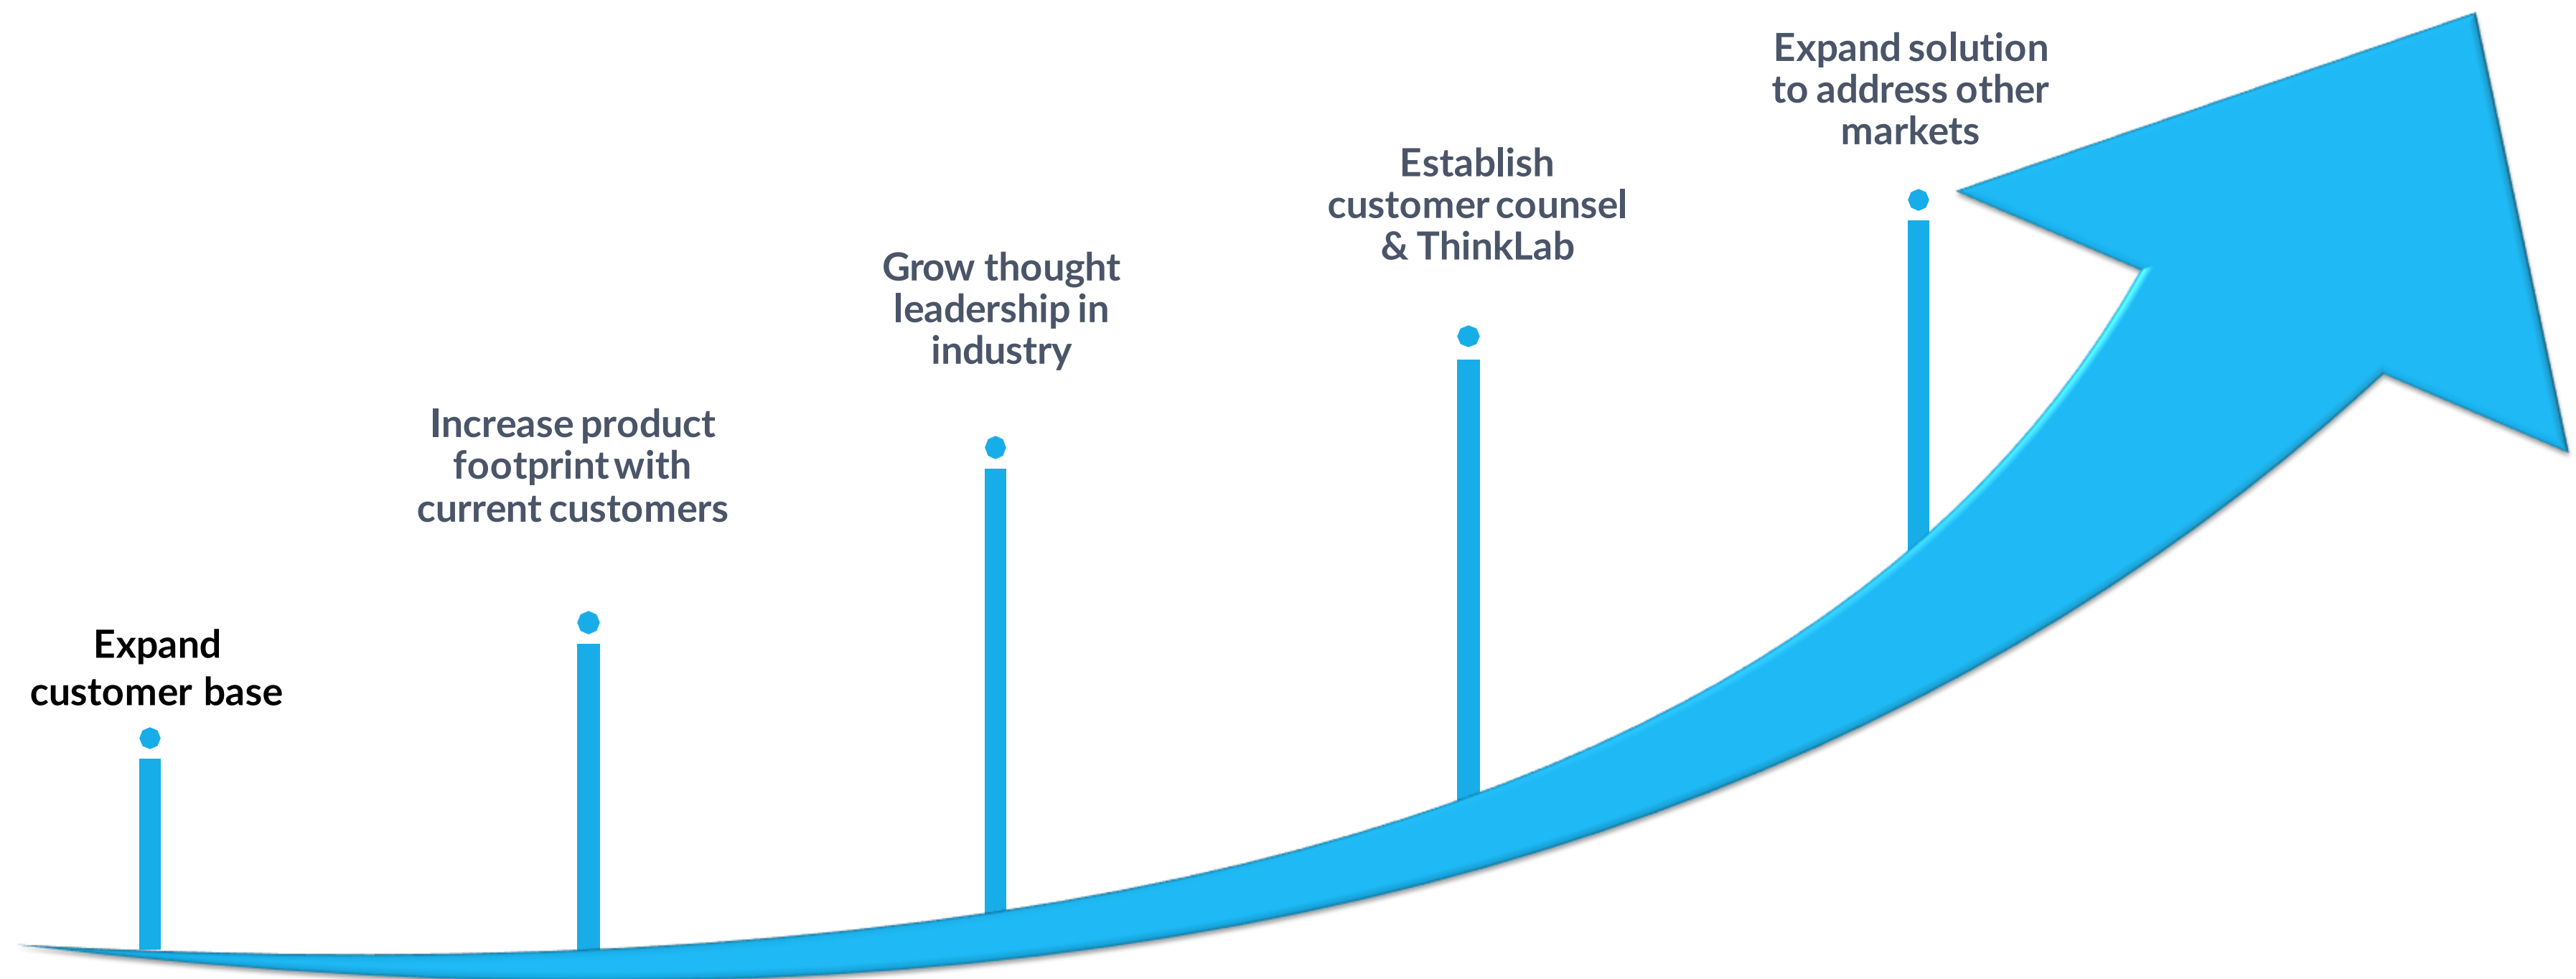 Expand
customer base
Increase product
footprint with
current customers
Grow thought
leadership in
industry
Establish
customer counsel
& ThinkLab
Expand solution
to address other
markets